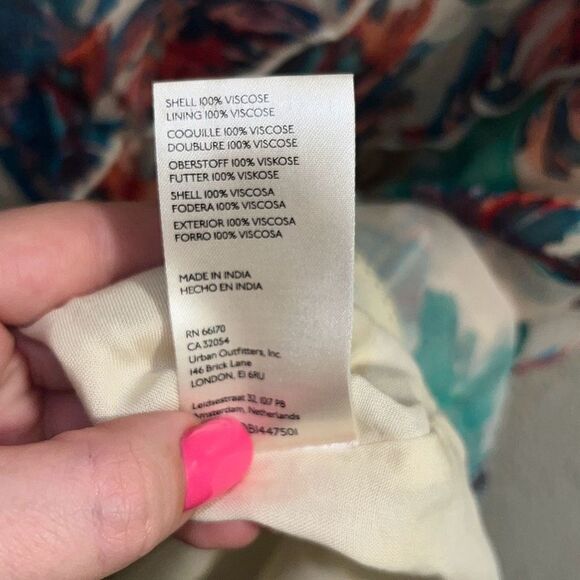 SHELL 100% VISCOSE
LINING 100% VISCOSE
COQUILLE 100% VISCOSE
DOUBLURE 100% VISCOSE
OBERSTOFF 100% VISKOSE
FUTTER 100% VISKOSE
SHELL 100% VISCOSA
FODERA 100% VISCOSA
EXTERIOR 100% VISCOSA
FORRO 100% VISCOSA
MADE IN INDIA
HECHO EN INDIA
RN 66170
CA 32054
Urban Outfitters, Inc.
146 Brick Lane
LONDON, E1 6RU
Leidsestraat 32, 1017 PB
Amsterdam, Netherlands